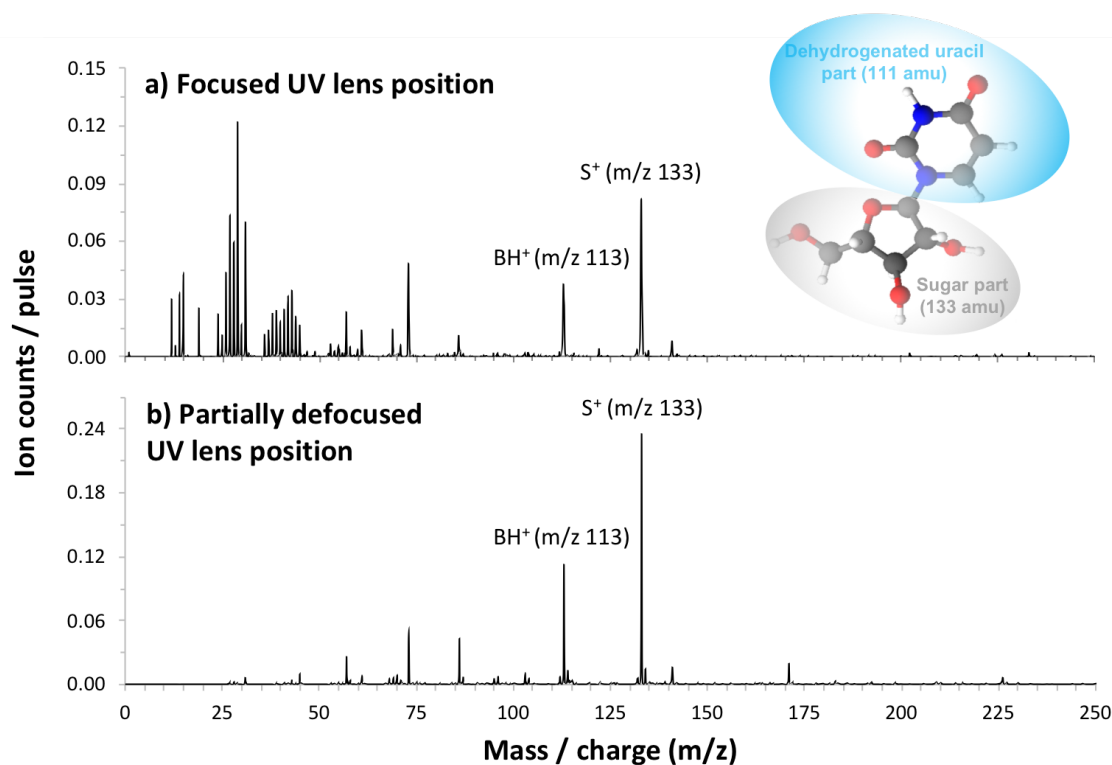 Dehydrogenated uracil
part (111 amu)
Sugar part
(133 amu)
Ion counts / pulse
a) Focused UV lens position
0.15
0.12
0.09
0.06
0.03
0.00
S⁺ (m/z 133)
BH⁺ (m/z 113)
b) Partially defocused
UV lens position
0.24
0.18
0.12
0.06
0.00
S⁺ (m/z 133)
BH⁺ (m/z 113)
0 25 50 75 100 125 150 175 200 225 250
Mass / charge (m/z)